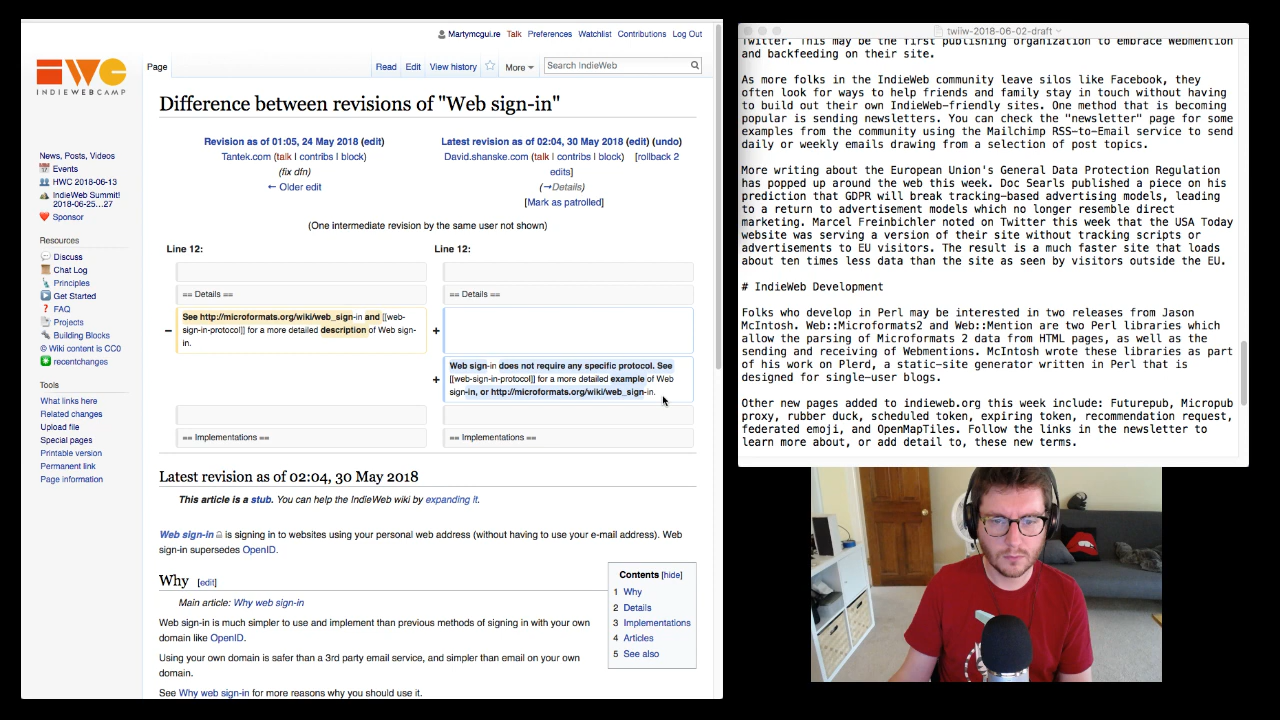 Martymcgui.re Talk Preferences Watchlist Contributions Log Out
INDIEWEBCAMP
Page Read Edit View history More Search IndieWeb
Difference between revisions of "Web sign-in"
Revision as of 01:05, 24 May 2018 (edit)
Tantek.com (talk | contribs | block)
(fix dfn)
← Older edit
Latest revision as of 02:04, 30 May 2018 (edit) (undo)
David.shanske.com (talk | contribs | block) [rollback 2
edits]
(→Details)
[Mark as patrolled]
(One intermediate revision by the same user not shown)
Line 12:
Line 12:
== Details ==
== Details ==
− See http://microformats.org/wiki/web_sign-in and [[web-
sign-in-protocol]] for a more detailed description of Web sign-
in.
+
+ Web sign-in does not require any specific protocol. See
[[web-sign-in-protocol]] for a more detailed example of Web
sign-in, or http://microformats.org/wiki/web_sign-in.
== Implementations ==
== Implementations ==
Latest revision as of 02:04, 30 May 2018
This article is a stub. You can help the IndieWeb wiki by expanding it.
Web sign-in is signing in to websites using your personal web address (without having to use your e-mail address). Web
sign-in supersedes OpenID.
Why [edit]
Main article: Why web sign-in
Web sign-in is much simpler to use and implement than previous methods of signing in with your own
domain like OpenID.
Using your own domain is safer than a 3rd party email service, and simpler than email on your own
domain.
See Why web sign-in for more reasons why you should use it.
Contents [hide]
1 Why
2 Details
3 Implementations
4 Articles
5 See also
News, Posts, Videos
Events
HWC 2018-06-13
IndieWeb Summit!
2018-06-25...27
Sponsor
Resources
Discuss
Chat Log
Principles
Get Started
FAQ
Projects
Building Blocks
Wiki content is CC0
recentchanges
Tools
What links here
Related changes
Upload file
Special pages
Printable version
Permanent link
Page information
twiiw-2018-06-02-draft
Twitter. This may be the first publishing organization to embrace Webmention
and backfeeding on their site.
As more folks in the IndieWeb community leave silos like Facebook, they
often look for ways to help friends and family stay in touch without having
to build out their own IndieWeb-friendly sites. One method that is becoming
popular is sending newsletters. You can check the "newsletter" page for some
examples from the community using the Mailchimp RSS-to-Email service to send
daily or weekly emails drawing from a selection of post topics.
More writing about the European Union's General Data Protection Regulation
has popped up around the web this week. Doc Searls published a piece on his
prediction that GDPR will break tracking-based advertising models, leading
to a return to advertisement models which no longer resemble direct
marketing. Marcel Freinbichler noted on Twitter this week that the USA Today
website was serving a version of their site without tracking scripts or
advertisements to EU visitors. The result is a much faster site that loads
about ten times less data than the site as seen by visitors outside the EU.
# IndieWeb Development
Folks who develop in Perl may be interested in two releases from Jason
McIntosh. Web::Microformats2 and Web::Mention are two Perl libraries which
allow the parsing of Microformats 2 data from HTML pages, as well as the
sending and receiving of Webmentions. McIntosh wrote these libraries as part
of his work on Plerd, a static-site generator written in Perl that is
designed for single-user blogs.
Other new pages added to indieweb.org this week include: Futurepub, Micropub
proxy, rubber duck, scheduled token, expiring token, recommendation request,
federated emoji, and OpenMapTiles. Follow the links in the newsletter to
learn more about, or add detail to, these new terms.